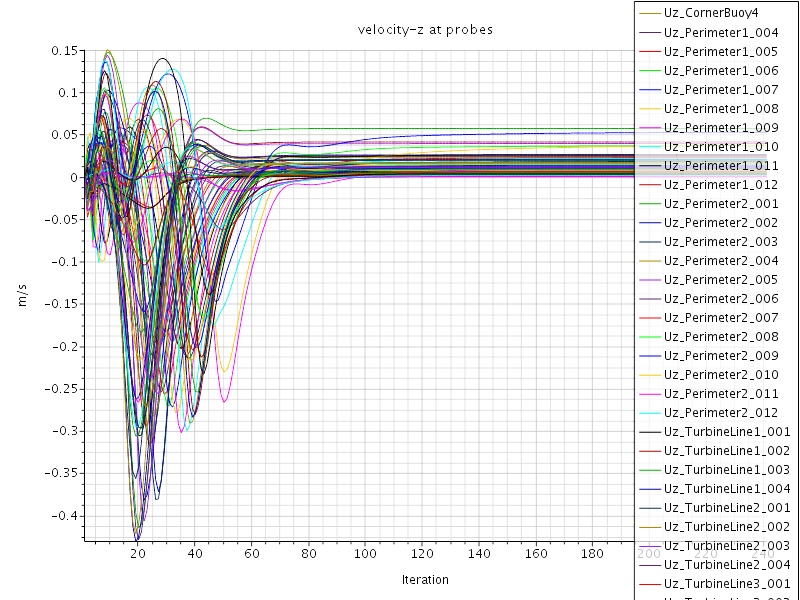 velocity-z at probes
0.15
0.1
0.05
0
-0.05
-0.1
-0.15
-0.2
-0.25
-0.3
-0.35
-0.4
m/s
20
40
60
80
100
120
140
160
180
200
220
240
Iteration
Uz_CornerBuoy4
Uz_Perimeter1_004
Uz_Perimeter1_005
Uz_Perimeter1_006
Uz_Perimeter1_007
Uz_Perimeter1_008
Uz_Perimeter1_009
Uz_Perimeter1_010
Uz_Perimeter1_011
Uz_Perimeter1_012
Uz_Perimeter2_001
Uz_Perimeter2_002
Uz_Perimeter2_003
Uz_Perimeter2_004
Uz_Perimeter2_005
Uz_Perimeter2_006
Uz_Perimeter2_007
Uz_Perimeter2_008
Uz_Perimeter2_009
Uz_Perimeter2_010
Uz_Perimeter2_011
Uz_Perimeter2_012
Uz_TurbineLine1_001
Uz_TurbineLine1_002
Uz_TurbineLine1_003
Uz_TurbineLine1_004
Uz_TurbineLine2_001
Uz_TurbineLine2_002
Uz_TurbineLine2_003
Uz_TurbineLine2_004
Uz_TurbineLine3_001